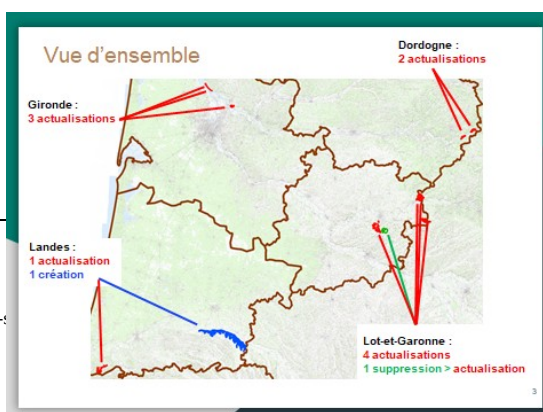 Vue d'ensemble
Dordogne :
2 actualisations
Gironde :
3 actualisations
Landes :
1 actualisation
1 création
Lot-et-Garonne :
4 actualisations
1 suppression > actualisation
3